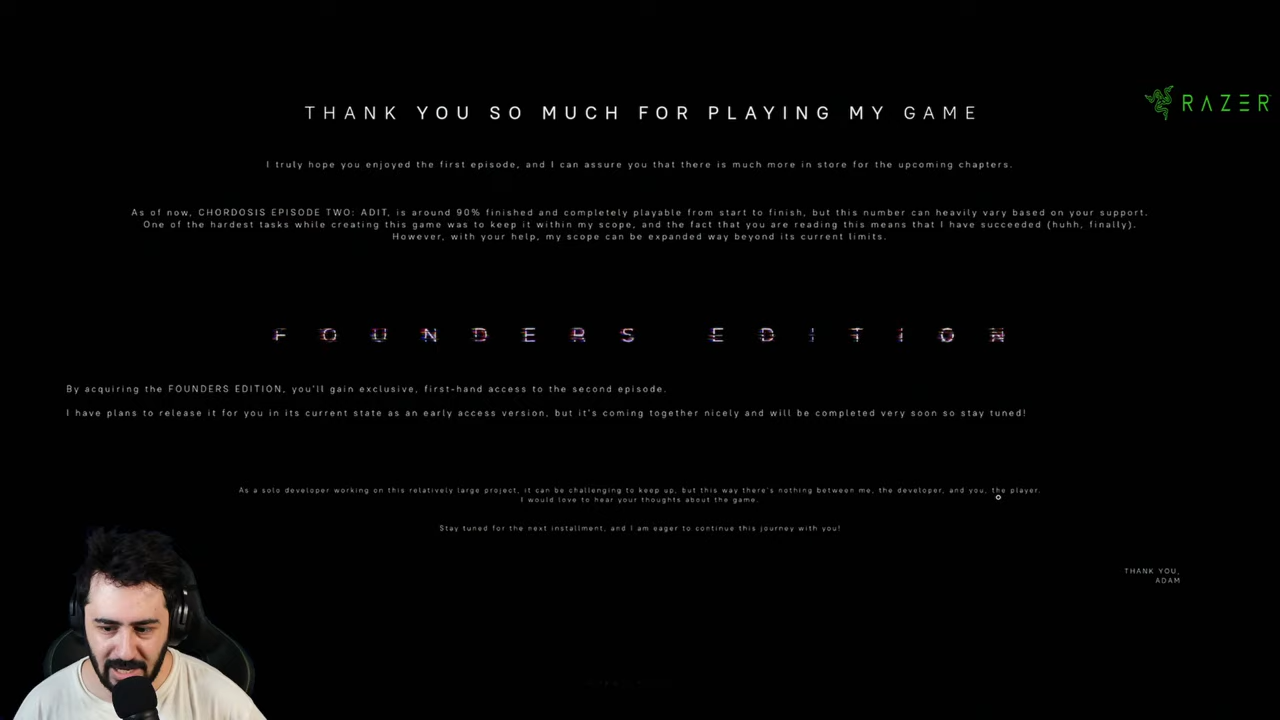 RAZER
THANK YOU SO MUCH FOR PLAYING MY GAME
I truly hope you enjoyed the first episode, and I can assure you that there is much more in store for the upcoming chapters.
As of now, CHORDOSIS EPISODE TWO: ADIT, is around 90% finished and completely playable from start to finish, but this number can heavily vary based on your support.
One of the hardest tasks while creating this game was to keep it within my scope, and the fact that you are reading this means that I have succeeded (huhh, finally).
However, with your help, my scope can be expanded way beyond its current limits.
FOUNDERS EDITION
By acquiring the FOUNDERS EDITION, you'll gain exclusive, first-hand access to the second episode.
I have plans to release it for you in its current state as an early access version, but it's coming together nicely and will be completed very soon so stay tuned!
As a solo developer working on this relatively large project, it can be challenging to keep up, but this way there's nothing between me, the developer, and you, the player.
I would love to hear your thoughts about the game.
Stay tuned for the next installment, and I am eager to continue this journey with you!
THANK YOU,
ADAM